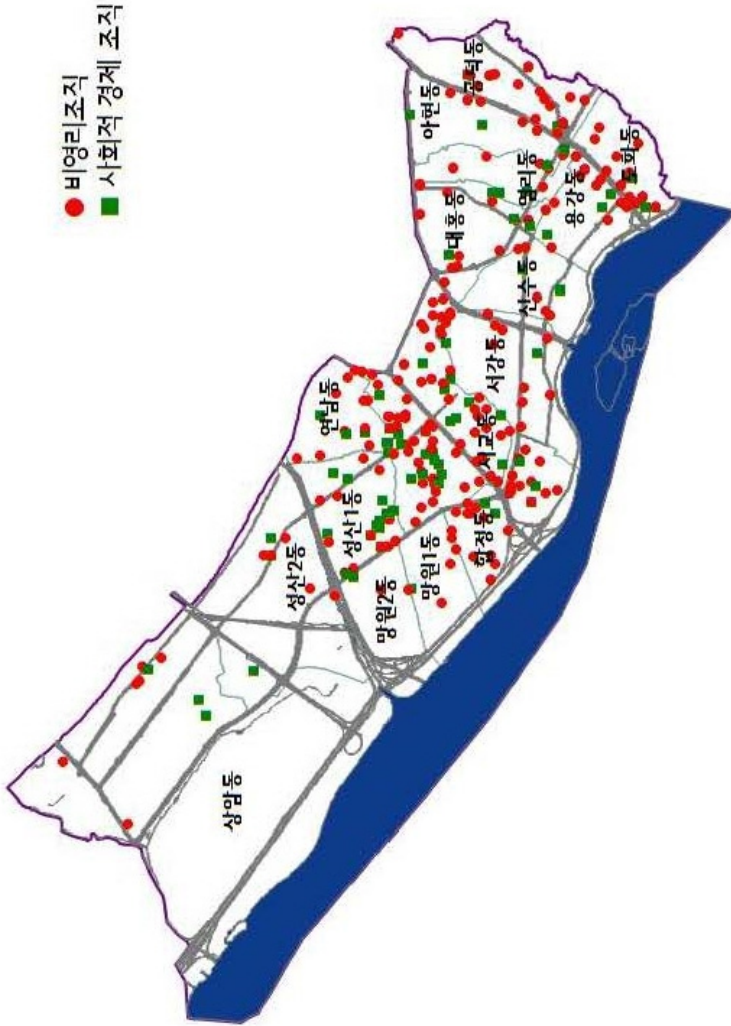 비영리조직
사회적 경제 조직
상암동
성산2동
성산1동
연남동
망원2동
망원1동
합정동
서교동
서강동
대흥동
아현동
공덕동
염리동
신수동
용강동
도화동